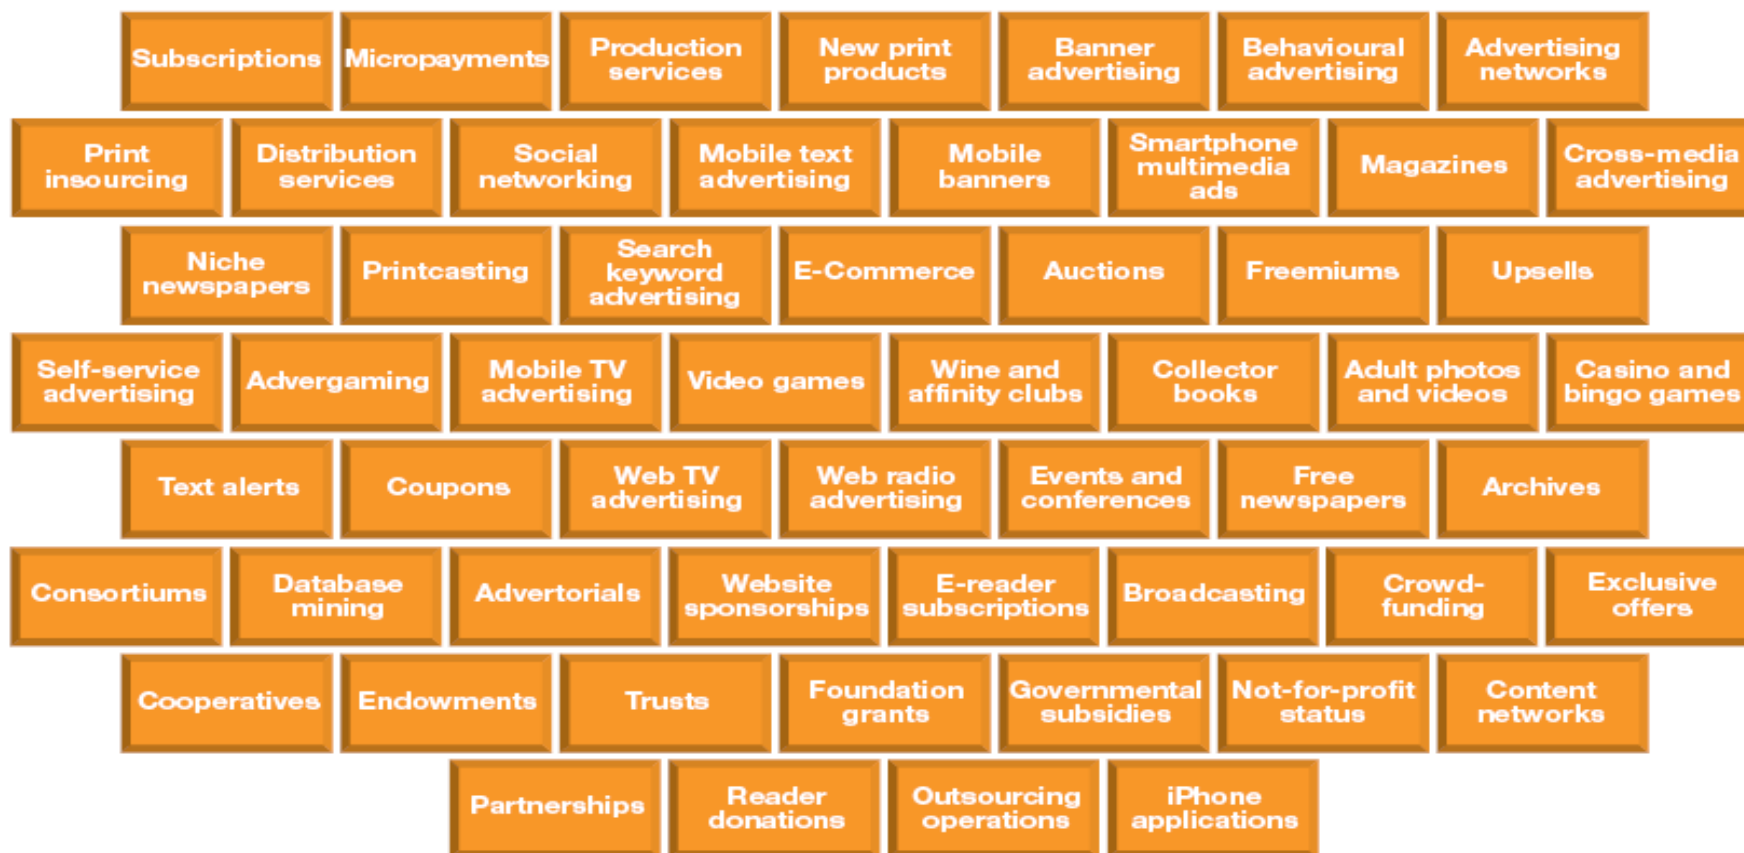 Subscriptions
Micropayments
Production
services
New print
products
Banner
advertising
Behavioural
advertising
Advertising
networks
Print
insourcing
Distribution
services
Social
networking
Mobile text
advertising
Mobile
banners
Smartphone
multimedia
ads
Magazines
Cross-media
advertising
Niche
newspapers
Printcasting
Search
keyword
advertising
E-Commerce
Auctions
Freemiums
Upsells
Self-service
advertising
Advergaming
Mobile TV
advertising
Video games
Wine and
affinity clubs
Collector
books
Adult photos
and videos
Casino and
bingo games
Text alerts
Coupons
Web TV
advertising
Web radio
advertising
Events and
conferences
Free
newspapers
Archives
Consortiums
Database
mining
Advertorials
Website
sponsorships
E-reader
subscriptions
Broadcasting
Crowd-
funding
Exclusive
offers
Cooperatives
Endowments
Trusts
Foundation
grants
Governmental
subsidies
Not-for-profit
status
Content
networks
Partnerships
Reader
donations
Outsourcing
operations
iPhone
applications